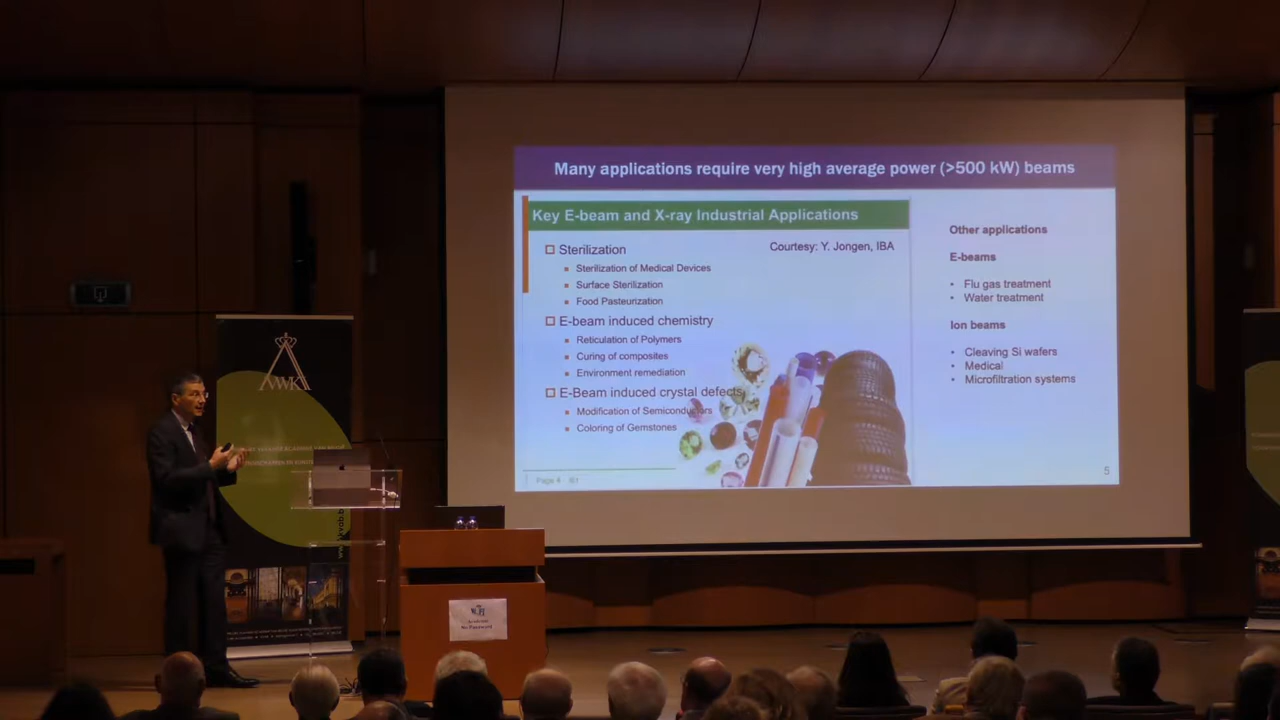 Many applications require very high average power (>500 kW) beams
Key E-beam and X-ray Industrial Applications
Courtesy: Y. Jongen, IBA
Sterilization
Sterilization of Medical Devices
Surface Sterilization
Food Pasteurization
E-beam induced chemistry
Reticulation of Polymers
Curing of composites
Environment remediation
E-Beam induced crystal defects
Modification of Semiconductors
Coloring of Gemstones
Page 4
Other applications
E-beams
Flu gas treatment
Water treatment
Ion beams
Cleaving Si wafers
Medical
Microfiltration systems
5